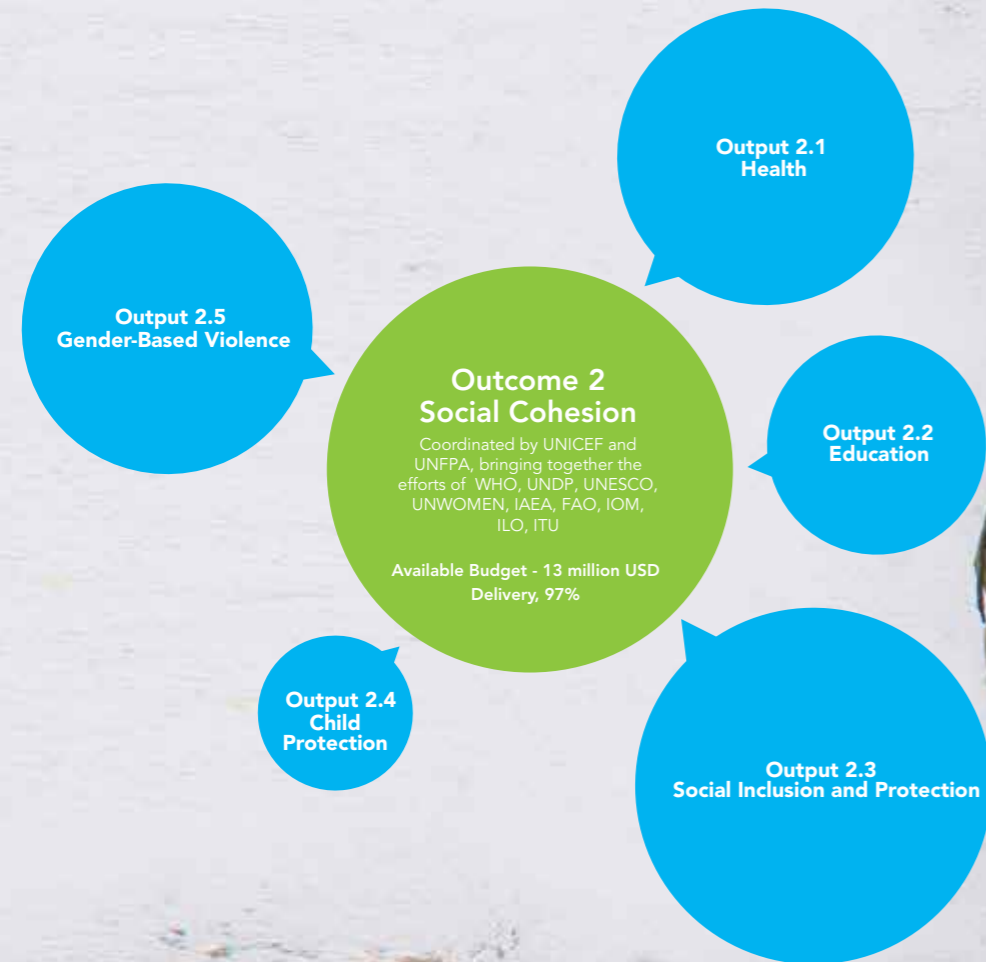 Output 2.1
Health
Output 2.5
Gender-Based Violence
Outcome 2
Social Cohesion
Coordinated by UNICEF and
UNFPA, bringing together the
efforts of WHO, UNDP, UNESCO,
UNWOMEN, IAEA, FAO, IOM,
ILO, ITU
Available Budget - 13 million USD
Delivery, 97%
Output 2.2
Education
Output 2.4
Child
Protection
Output 2.3
Social Inclusion and Protection